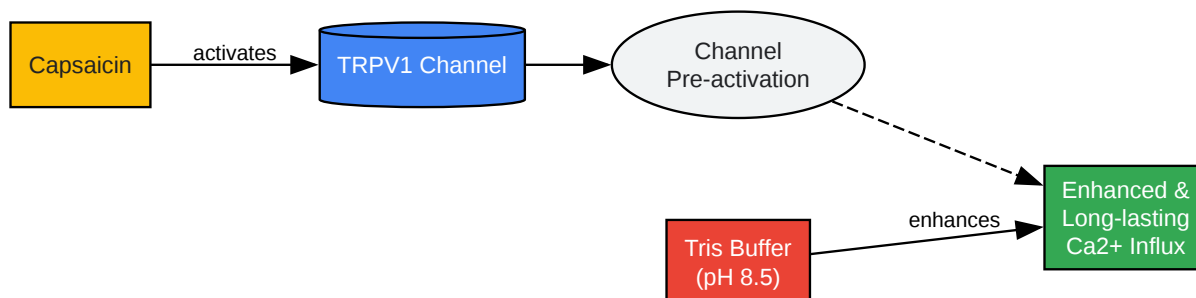 Capsaicin
activates
TRPV1 Channel
Channel
Pre-activation
Tris Buffer
(pH 8.5)
enhances
Enhanced &
Long-lasting
Ca2+ Influx